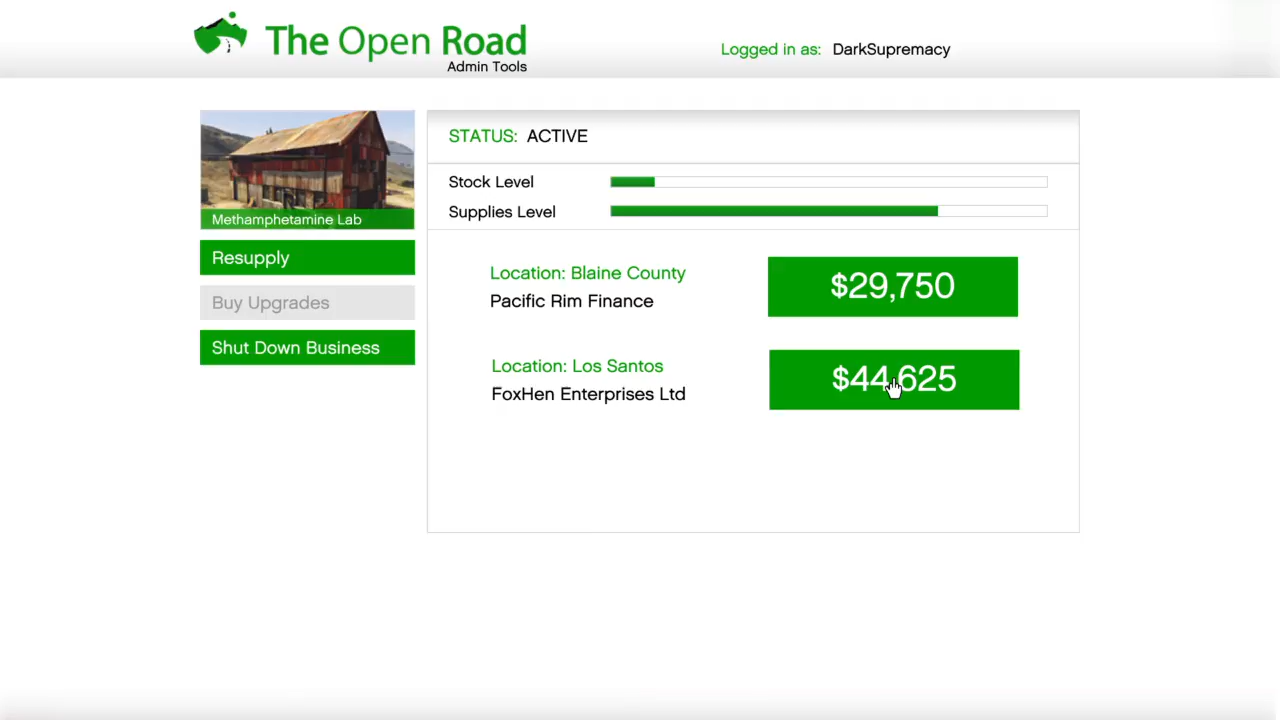 The Open Road
Admin Tools
Logged in as: DarkSupremacy
Methamphetamine Lab
Resupply
Buy Upgrades
Shut Down Business
STATUS: ACTIVE
Stock Level
Supplies Level
Location: Blaine County
Pacific Rim Finance
$29,750
Location: Los Santos
FoxHen Enterprises Ltd
$44,625